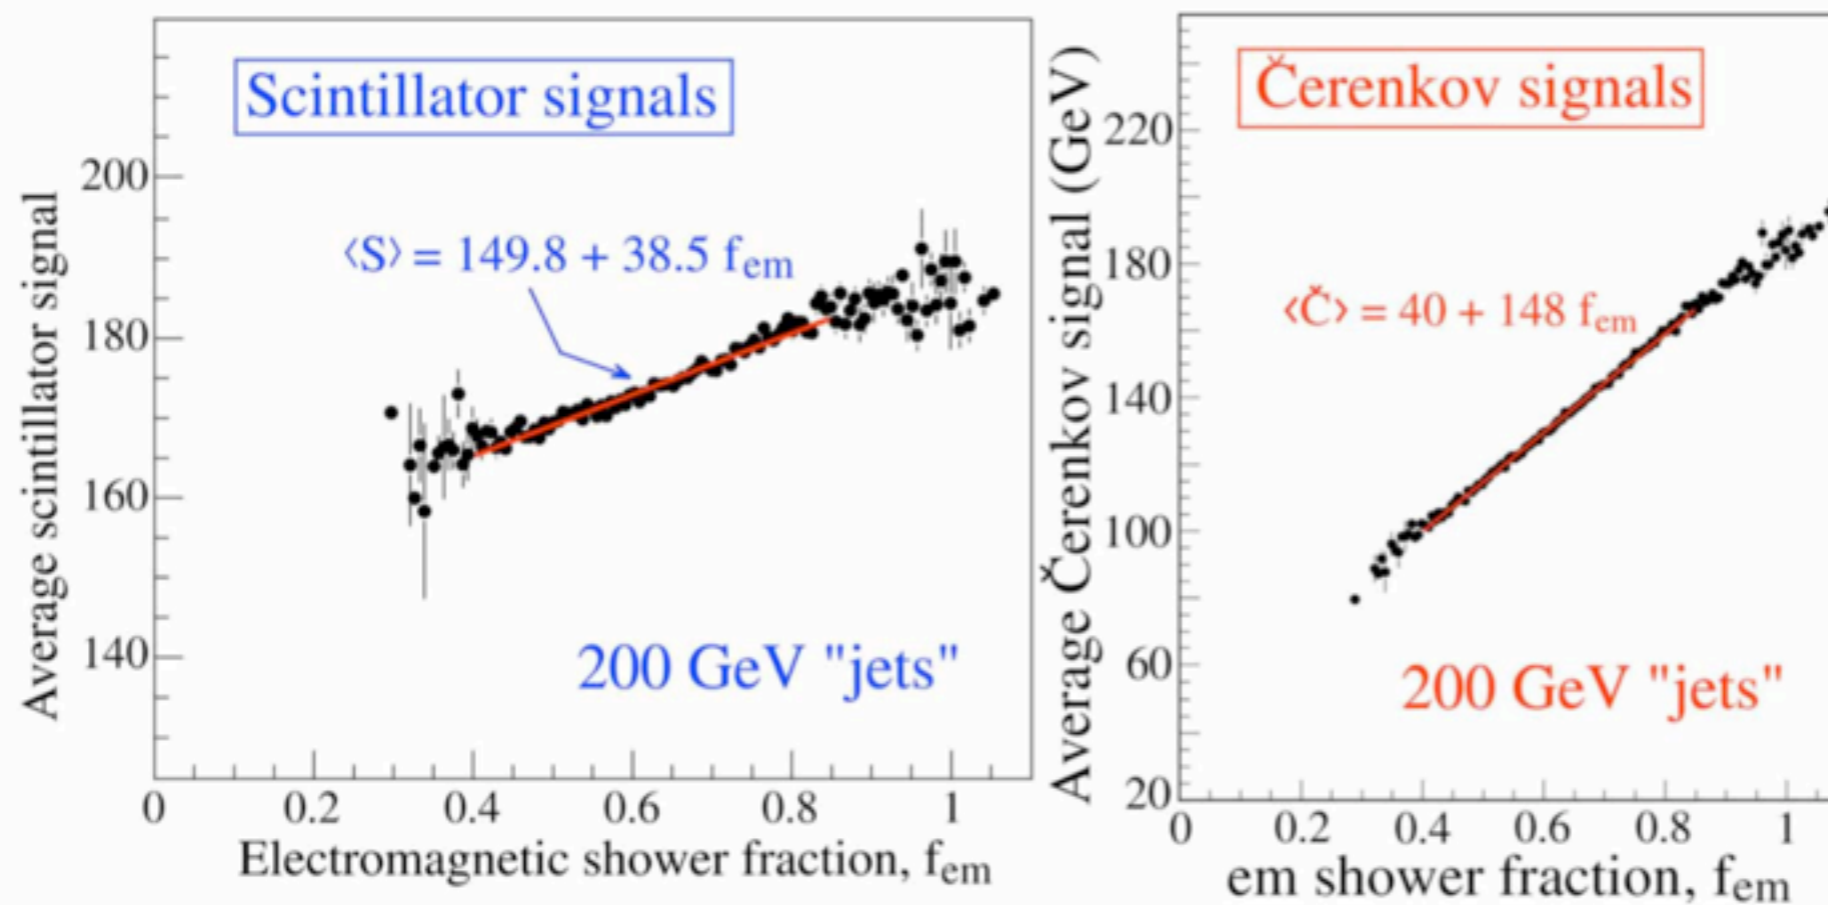 Scintillator signals
⟨S⟩ = 149.8 + 38.5 fem
200 GeV "jets"
Average scintillator signal
200
180
160
140
0 0.2 0.4 0.6 0.8 1
Electromagnetic shower fraction, fem
Čerenkov signals
⟨Č⟩ = 40 + 148 fem
200 GeV "jets"
Average Čerenkov signal (GeV)
220
180
140
100
60
20
0 0.2 0.4 0.6 0.8 1
em shower fraction, fem